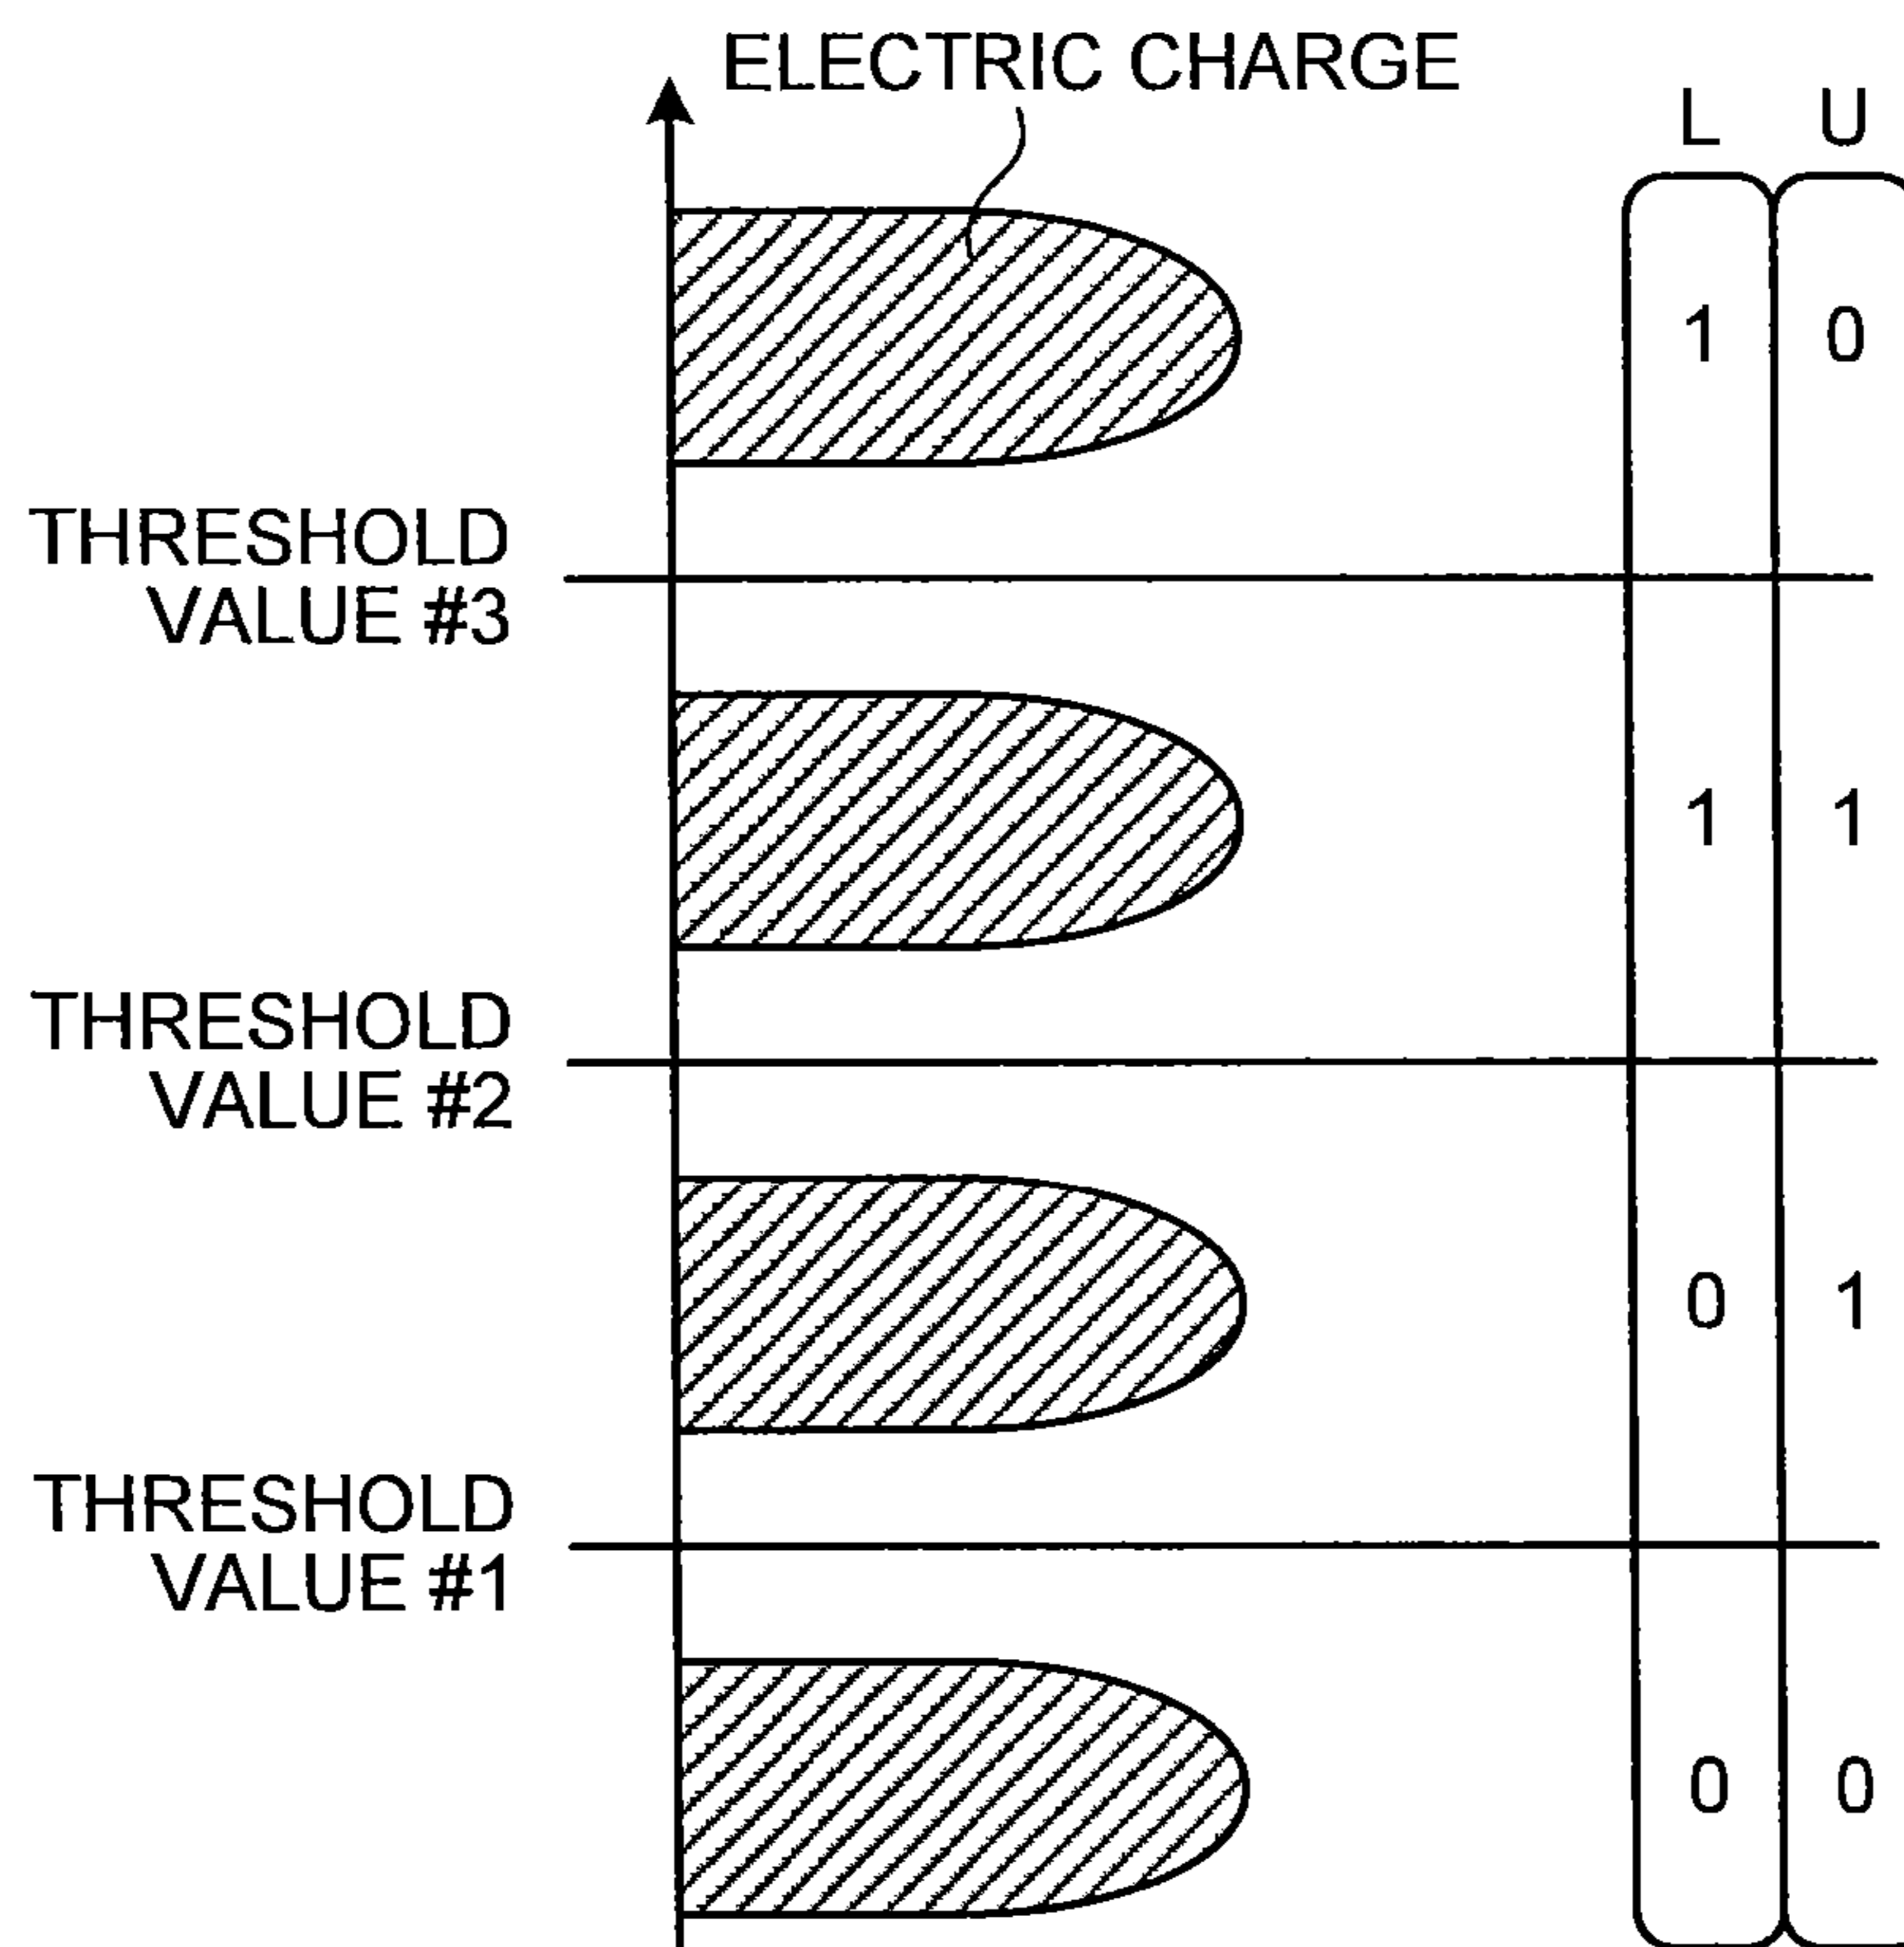 ELECTRIC CHARGE
L U
1 0
THRESHOLD
VALUE #3
1 1
THRESHOLD
VALUE #2
0 1
THRESHOLD
VALUE #1
0 0